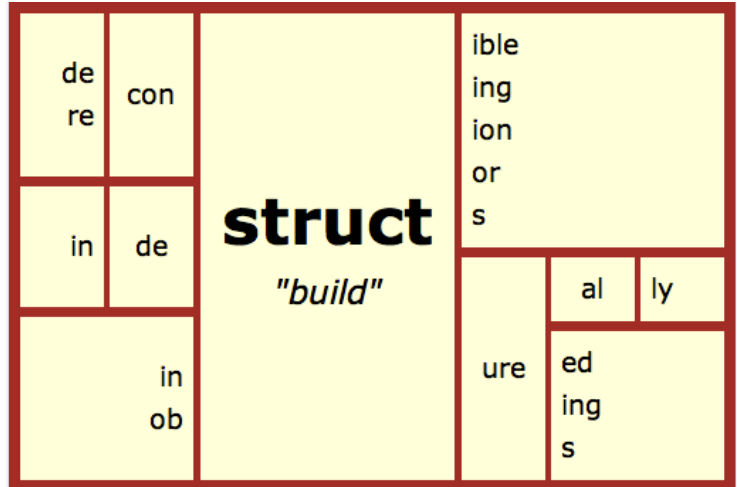 de
re
con
in
de
in
ob
struct
"build"
ible
ing
ion
or
s
ure
al
ly
ed
ing
s